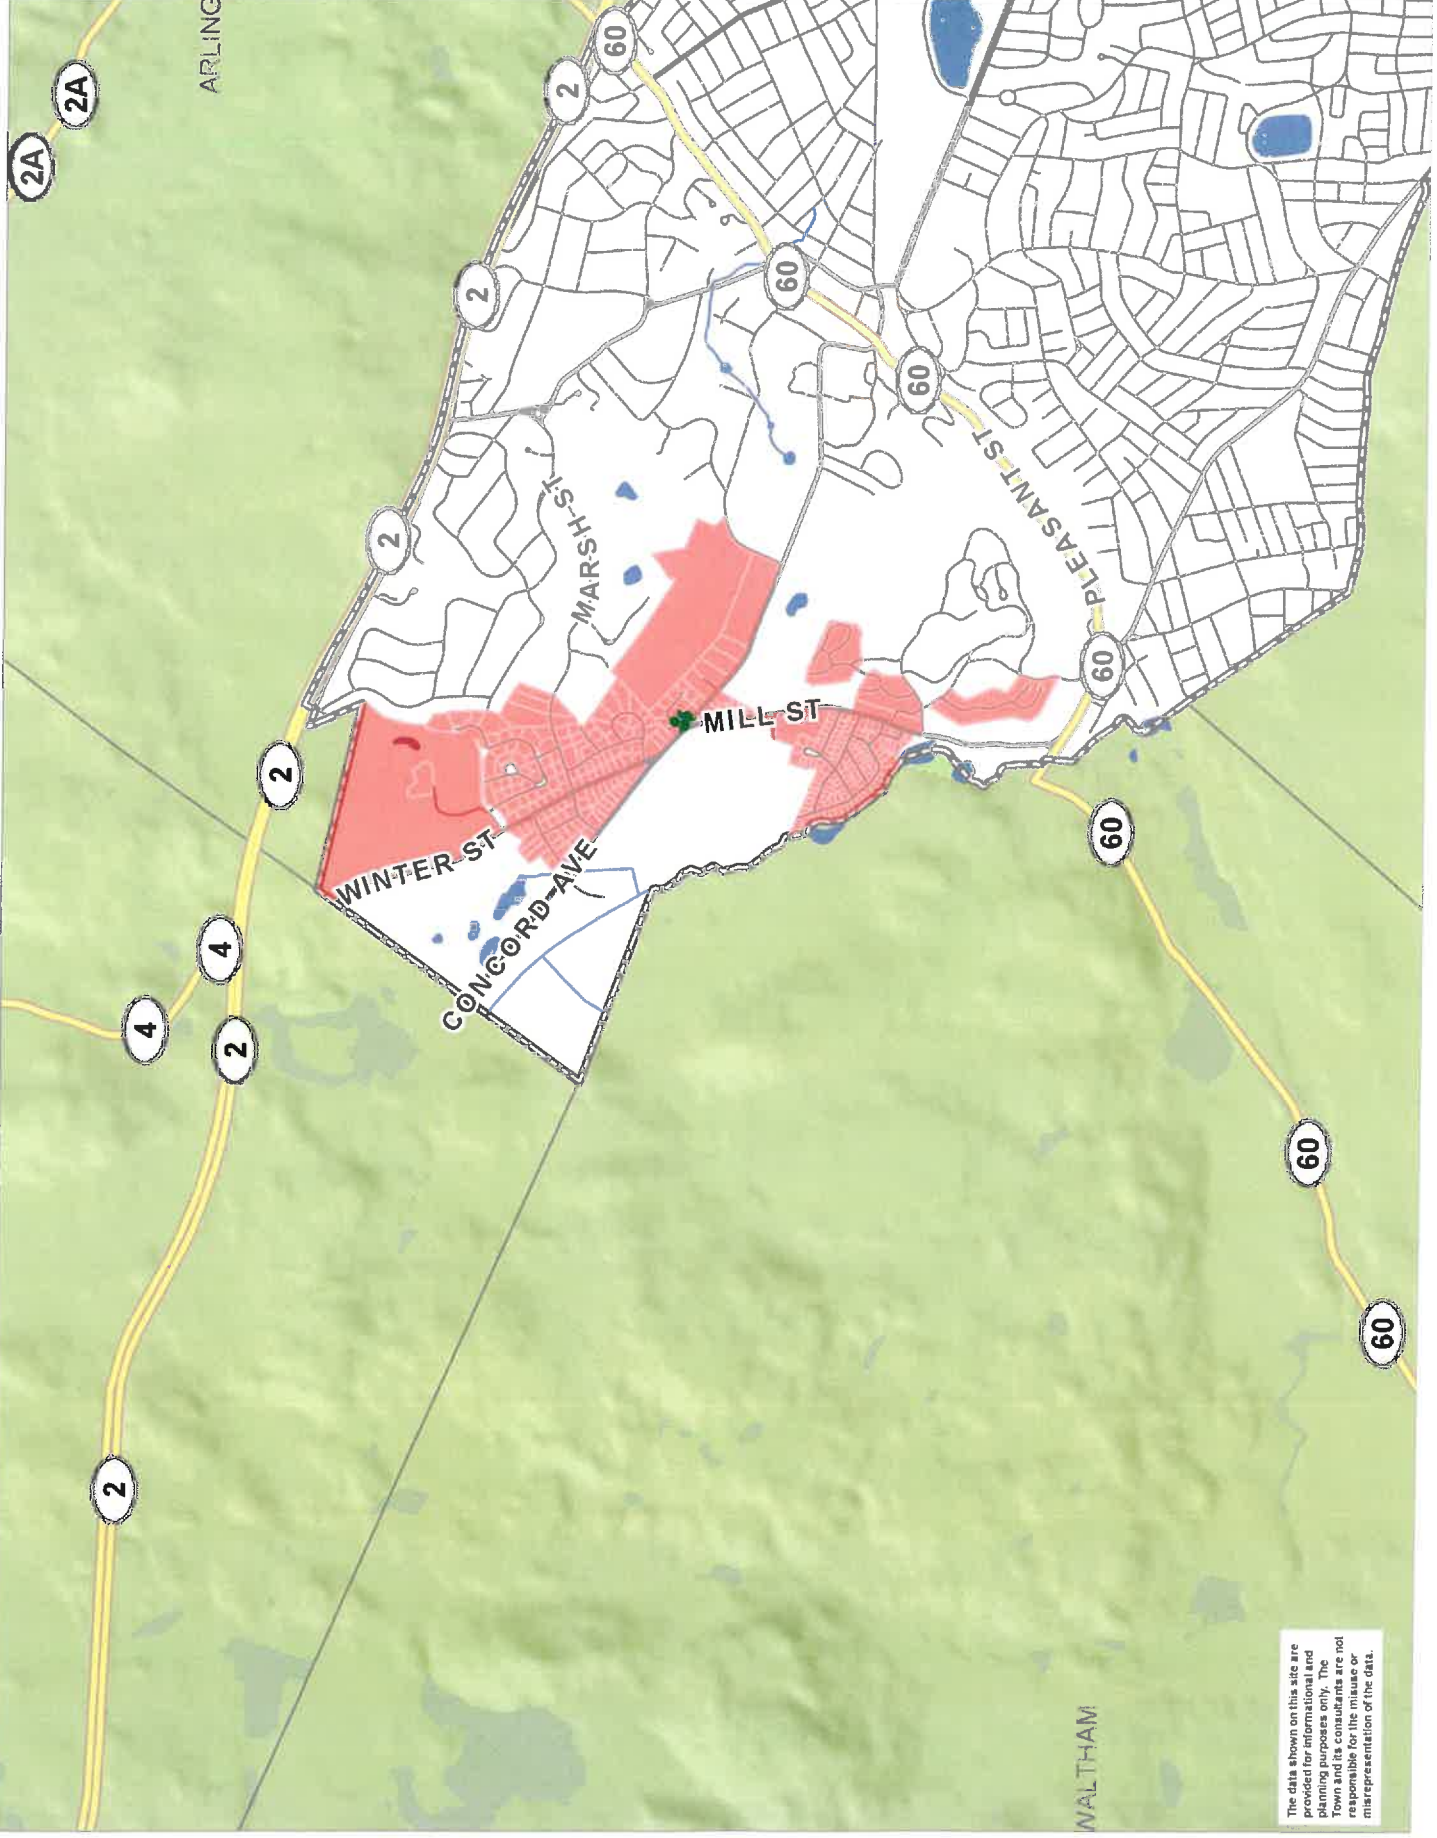 2A
2A
2
4
ARLING
4
2
2
2
WINTER ST
2
CONCORD AVE
2
MARSH ST
60
MILL ST
60
60
PLEASANT ST
WALTHAM
60
60
60
The data shown on this site are
provided for informational and
planning purposes only. The
Town and its consultants are not
responsible for the misuse or
misrepresentation of the data.
60